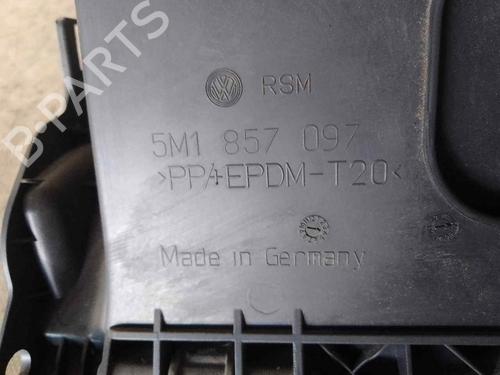 B-PARTS
RSM
5M1 857 097
>PP+EPDM-T20<
Made in Germany